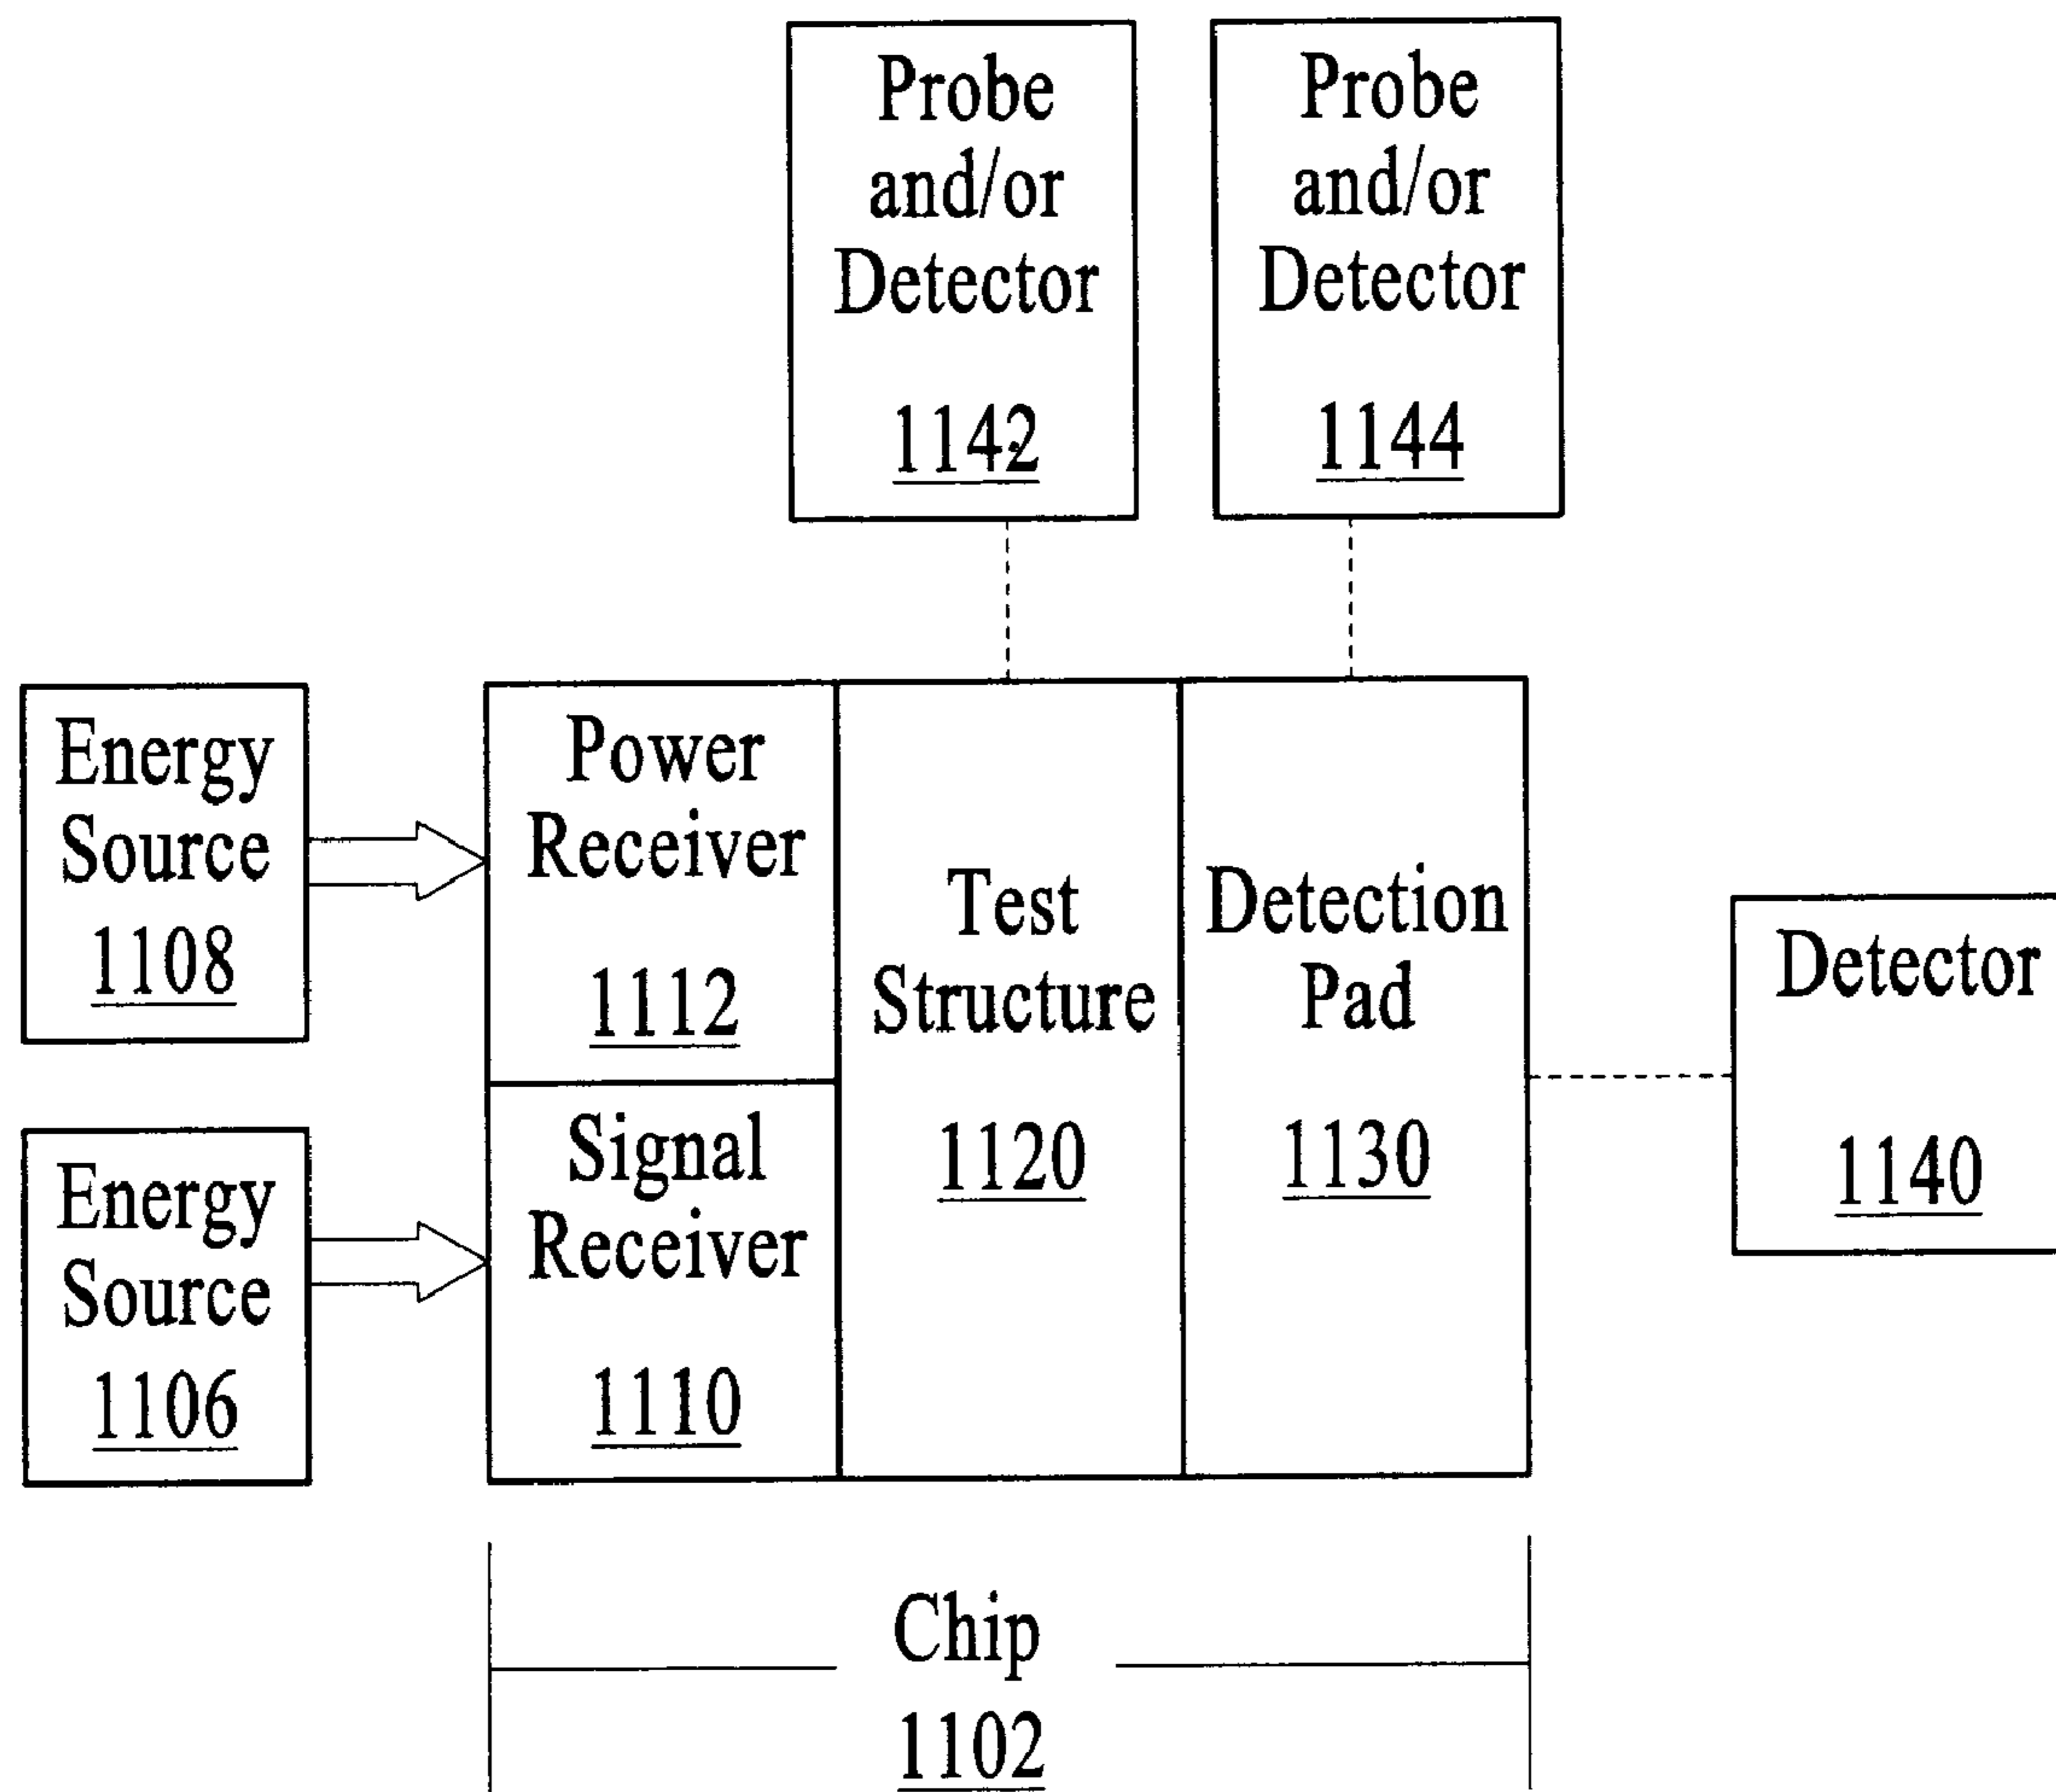 Probe
and/or
Detector
1142
Probe
and/or
Detector
1144
Energy
Source
1108
Energy
Source
1106
Power
Receiver
1112
Signal
Receiver
1110
Test
Structure
1120
Detection
Pad
1130
Detector
1140
Chip
1102